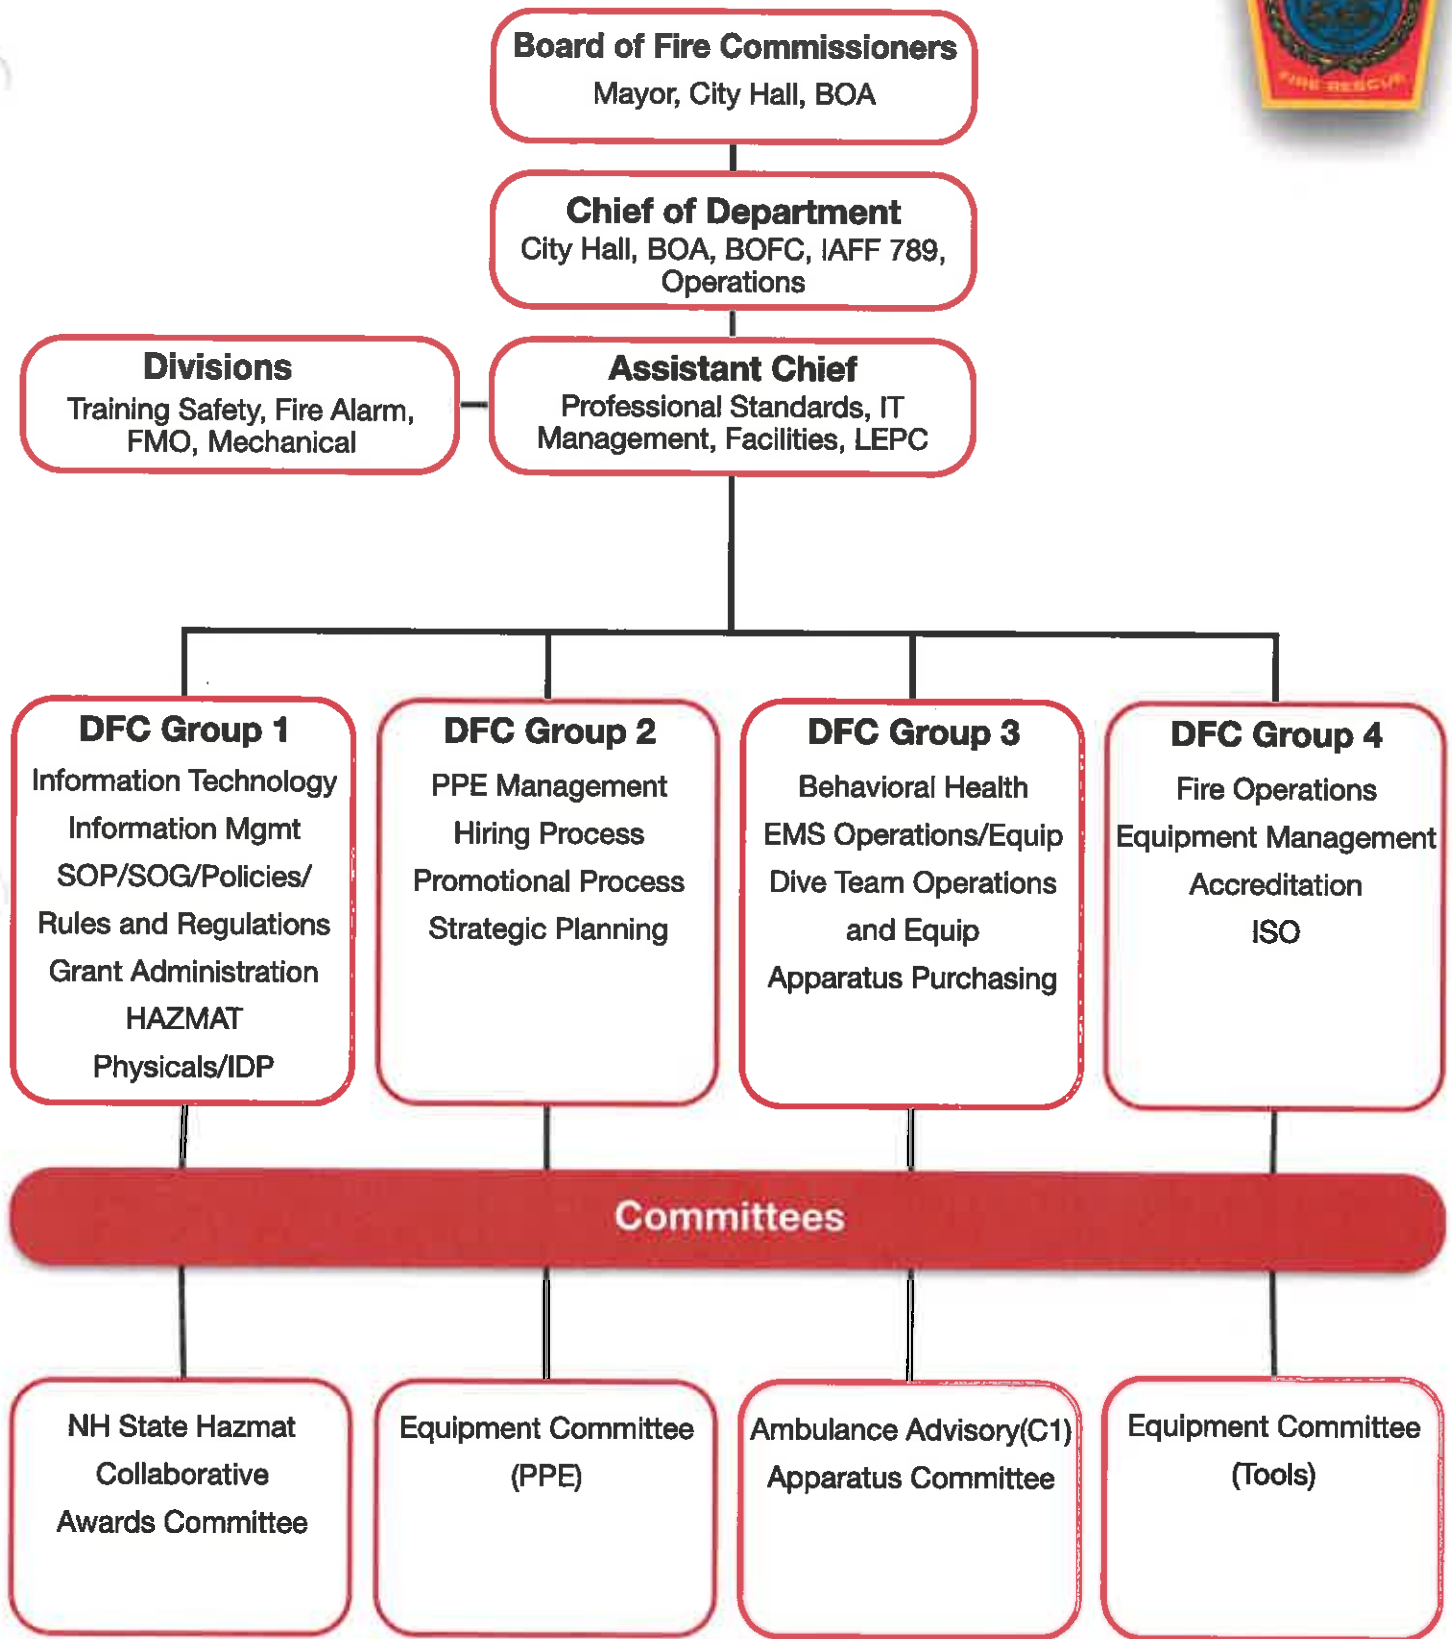 FIRE RESCUE
Board of Fire Commissioners
Mayor, City Hall, BOA
Chief of Department
City Hall, BOA, BOFC, IAFF 789,
Operations
Divisions
Training Safety, Fire Alarm,
FMO, Mechanical
Assistant Chief
Professional Standards, IT
Management, Facilities, LEPC
DFC Group 1
Information Technology
Information Mgmt
SOP/SOG/Policies/
Rules and Regulations
Grant Administration
HAZMAT
Physicals/IDP
DFC Group 2
PPE Management
Hiring Process
Promotional Process
Strategic Planning
DFC Group 3
Behavioral Health
EMS Operations/Equip
Dive Team Operations
and Equip
Apparatus Purchasing
DFC Group 4
Fire Operations
Equipment Management
Accreditation
ISO
Committees
NH State Hazmat
Collaborative
Awards Committee
Equipment Committee
(PPE)
Ambulance Advisory(C1)
Apparatus Committee
Equipment Committee
(Tools)